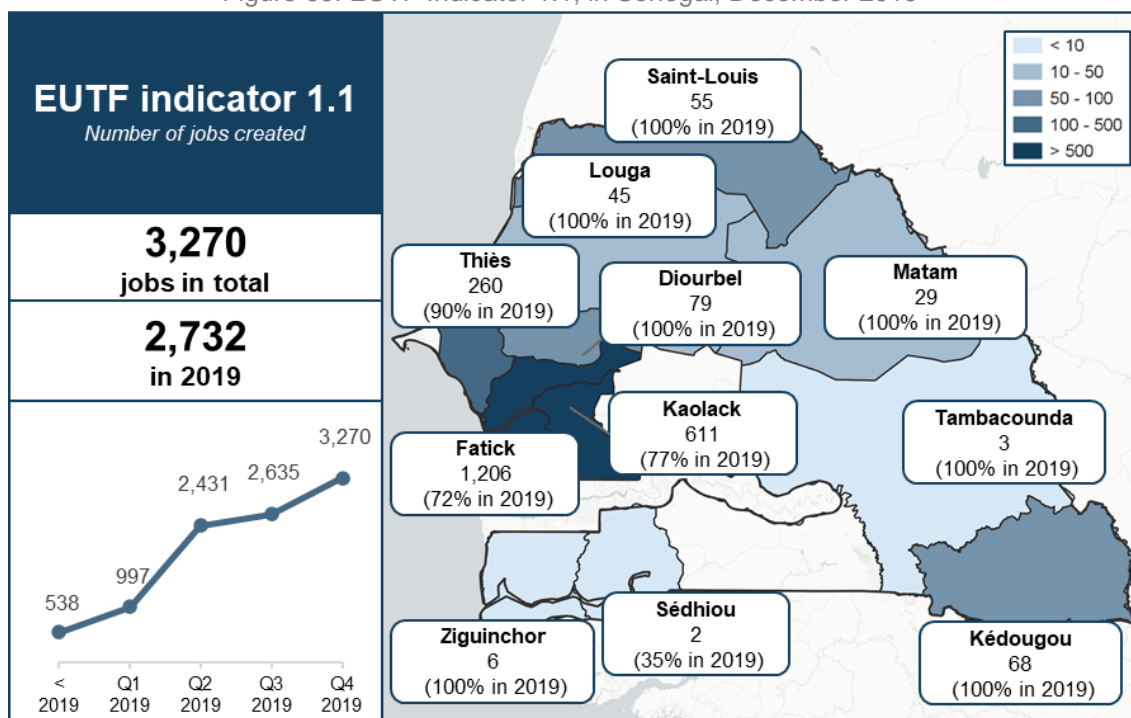 EUTF indicator 1.1
Number of jobs created
3,270
jobs in total
2,732
in 2019
538
997
2,431
2,635
3,270
<
2019
Q1
2019
Q2
2019
Q3
2019
Q4
2019
< 10
10 - 50
50 - 100
100 - 500
> 500
Saint-Louis
55
(100% in 2019)
Louga
45
(100% in 2019)
Thiès
260
(90% in 2019)
Diourbel
79
(100% in 2019)
Matam
29
(100% in 2019)
Kaolack
611
(77% in 2019)
Tambacounda
3
(100% in 2019)
Fatick
1,206
(72% in 2019)
Sédhiou
2
(35% in 2019)
Ziguinchor
6
(100% in 2019)
Kédougou
68
(100% in 2019)